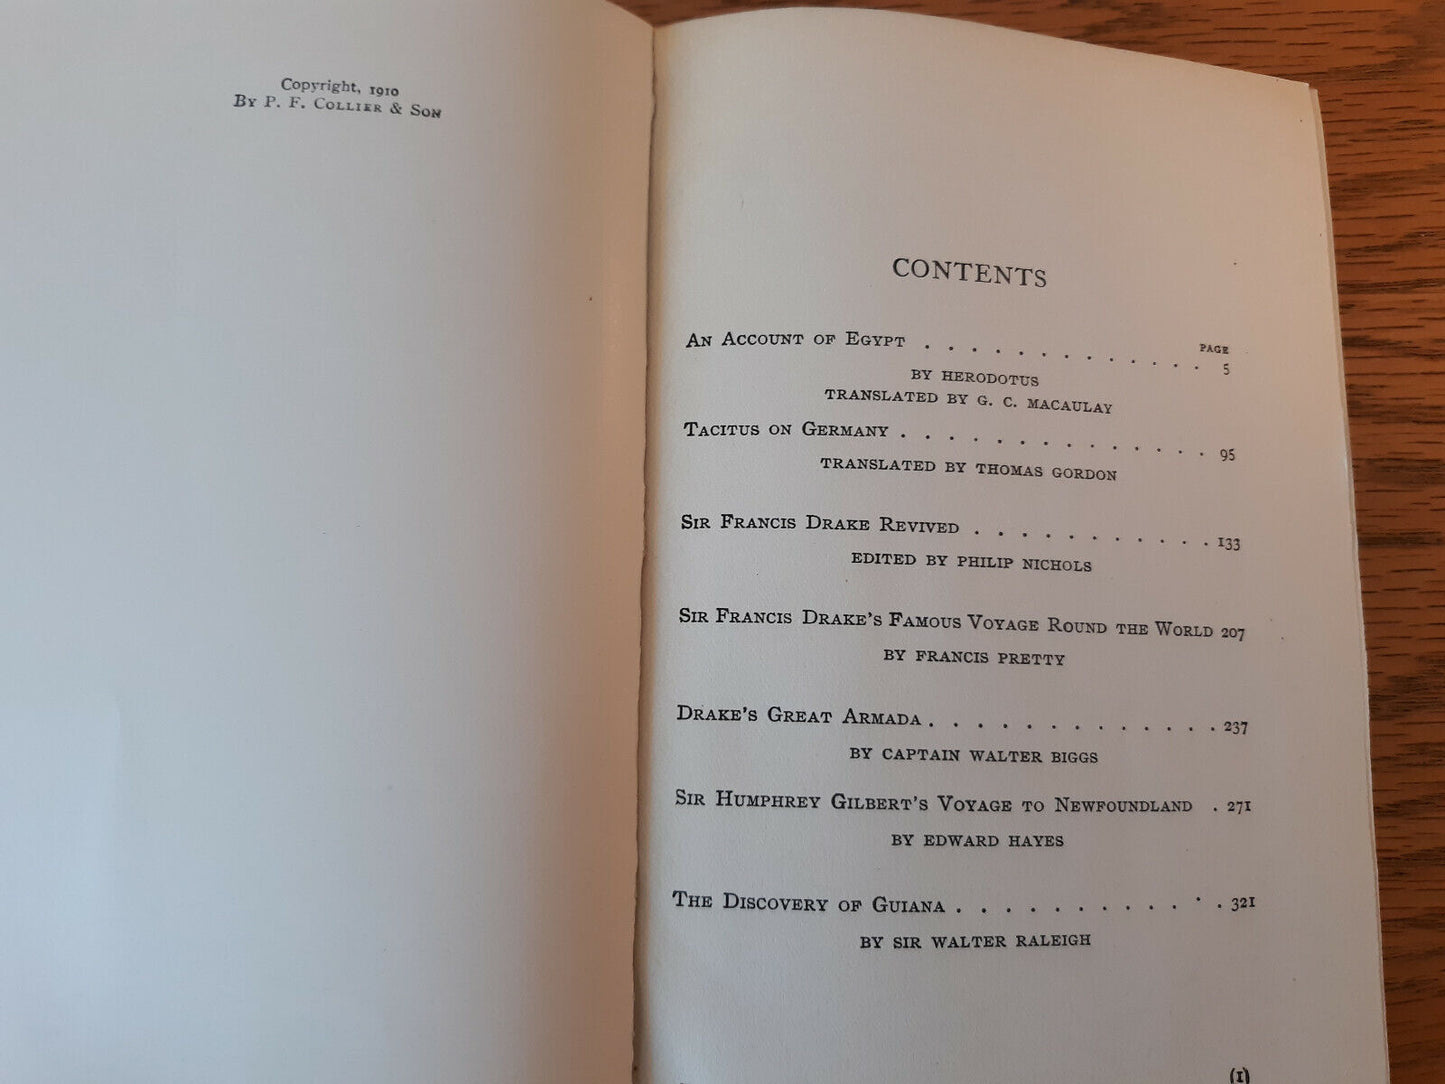 Copyright, 1910
By P. F. Collier & Son
CONTENTS
PAGE
An Account of Egypt . . . . . . . . . . . . 5
BY HERODOTUS
TRANSLATED BY G. C. MACAULAY
Tacitus on Germany . . . . . . . . . . . . . . 95
TRANSLATED BY THOMAS GORDON
Sir Francis Drake Revived . . . . . . . . . . . 133
EDITED BY PHILIP NICHOLS
Sir Francis Drake's Famous Voyage Round the World 207
BY FRANCIS PRETTY
Drake's Great Armada . . . . . . . . . . . . . 237
BY CAPTAIN WALTER BIGGS
Sir Humphrey Gilbert's Voyage to Newfoundland . 271
BY EDWARD HAYES
The Discovery of Guiana . . . . . . . . . . . . 321
BY SIR WALTER RALEIGH
(1)